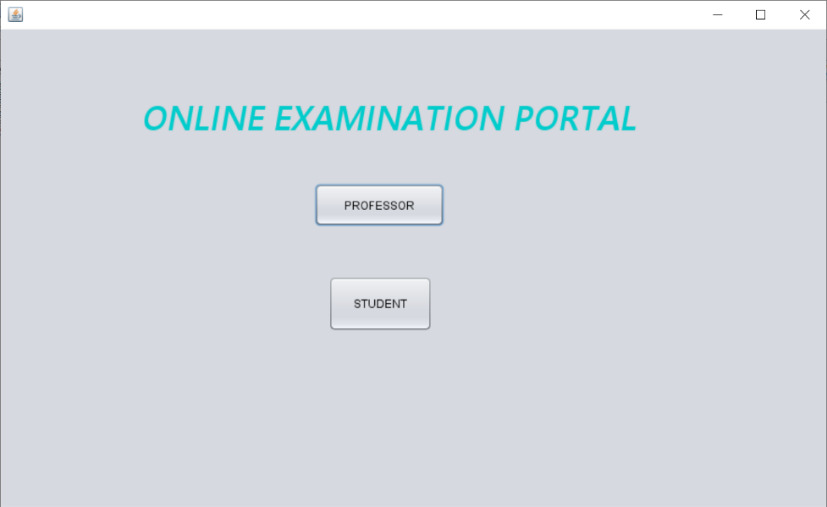 ONLINE EXAMINATION PORTAL
PROFESSOR
STUDENT